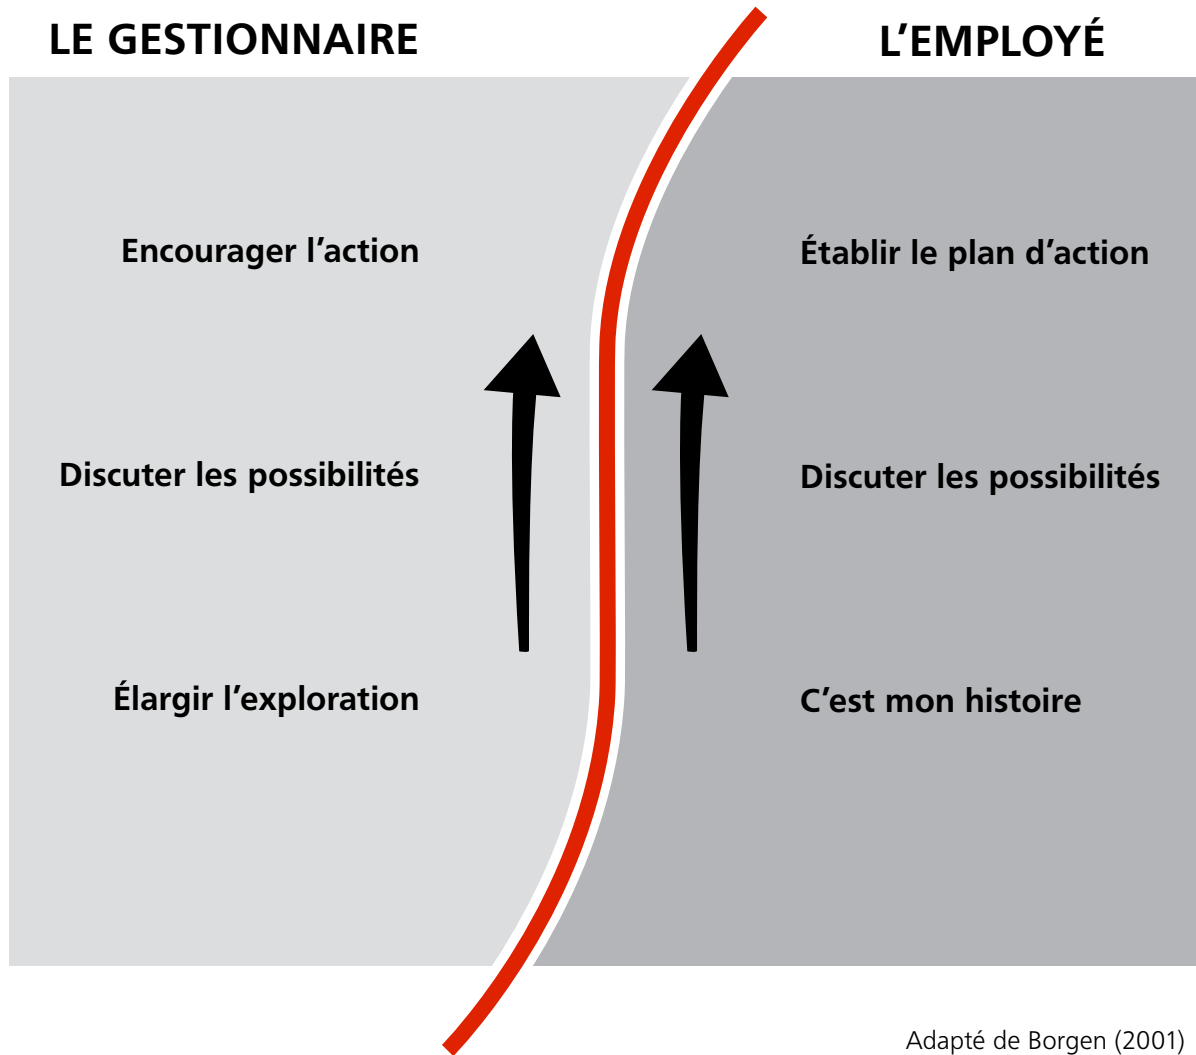 LE GESTIONNAIRE
L’EMPLOYÉ
Encourager l’action
Établir le plan d’action
Discuter les possibilités
Discuter les possibilités
Élargir l’exploration
C’est mon histoire
Adapté de Borgen (2001)